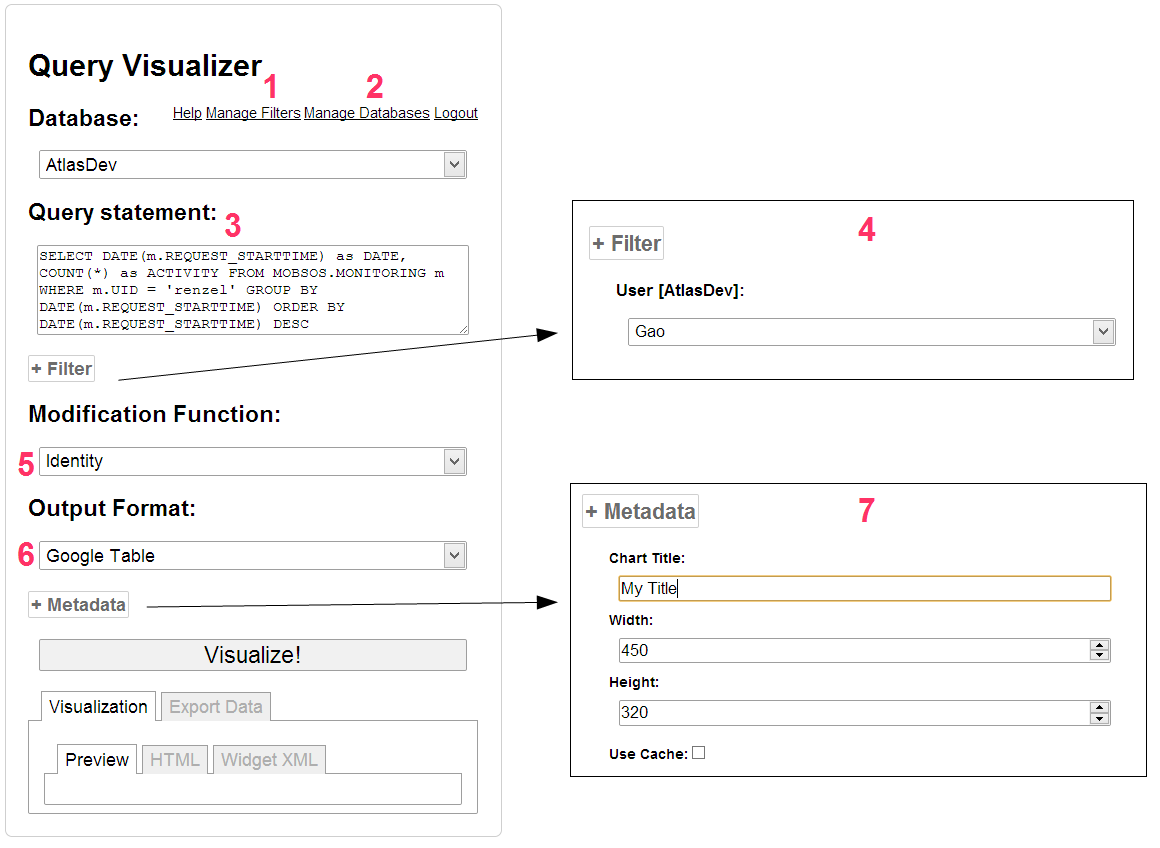 Query Visualizer
1
2
Database:
Help Manage Filters Manage Databases Logout
AtlasDev
Query statement:
3
SELECT DATE(m.REQUEST_STARTTIME) as DATE,
COUNT(*) as ACTIVITY FROM MOBSOS.MONITORING m
WHERE m.UID = 'renzel' GROUP BY
DATE(m.REQUEST_STARTTIME) ORDER BY
DATE(m.REQUEST_STARTTIME) DESC
+ Filter
Modification Function:
5
Identity
Output Format:
6
Google Table
+ Metadata
Visualize!
Visualization
Export Data
Preview
HTML
Widget XML
4
+ Filter
User [AtlasDev]:
Gao
7
+ Metadata
Chart Title:
My Title
Width:
450
Height:
320
Use Cache: